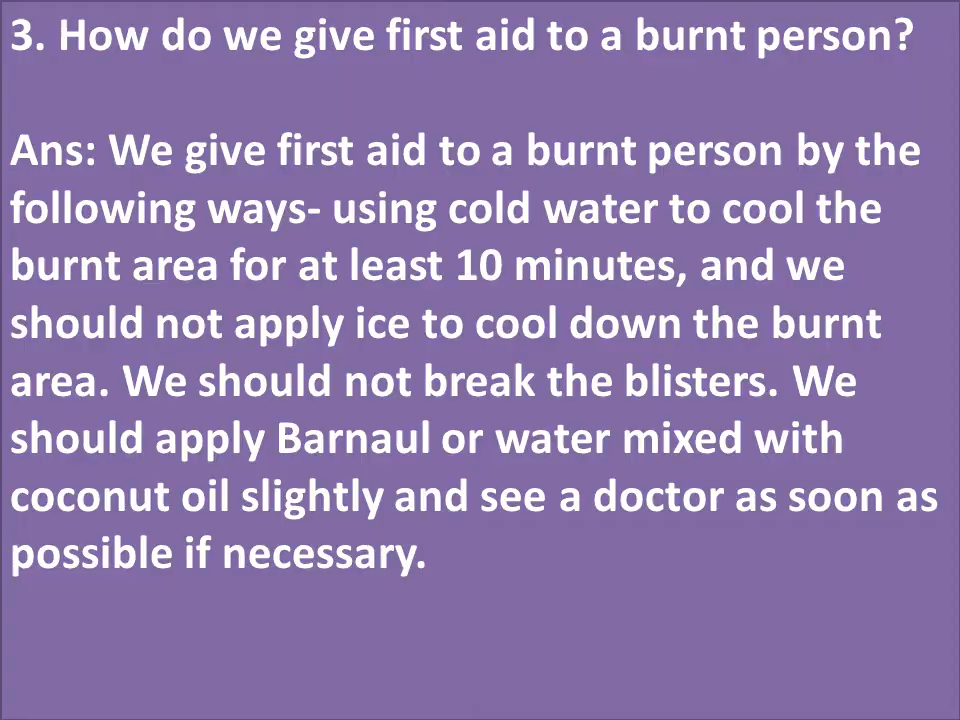 3. How do we give first aid to a burnt person?
Ans: We give first aid to a burnt person by the
following ways- using cold water to cool the
burnt area for at least 10 minutes, and we
should not apply ice to cool down the burnt
area. We should not break the blisters. We
should apply Barnaul or water mixed with
coconut oil slightly and see a doctor as soon as
possible if necessary.